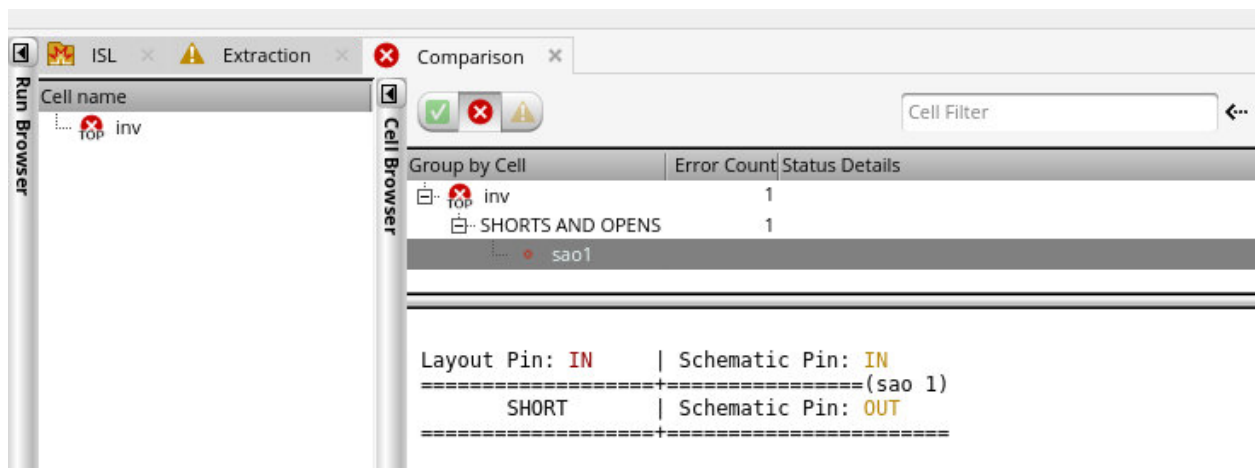 ISL Extraction Comparison
Run Browser
Cell name
TOP inv
Cell Browser
Cell Filter
Group by Cell Error Count Status Details
TOP inv 1
SHORTS AND OPENS 1
sao1
Layout Pin: IN | Schematic Pin: IN
===================+================(sao 1)
SHORT | Schematic Pin: OUT
===================+=======================